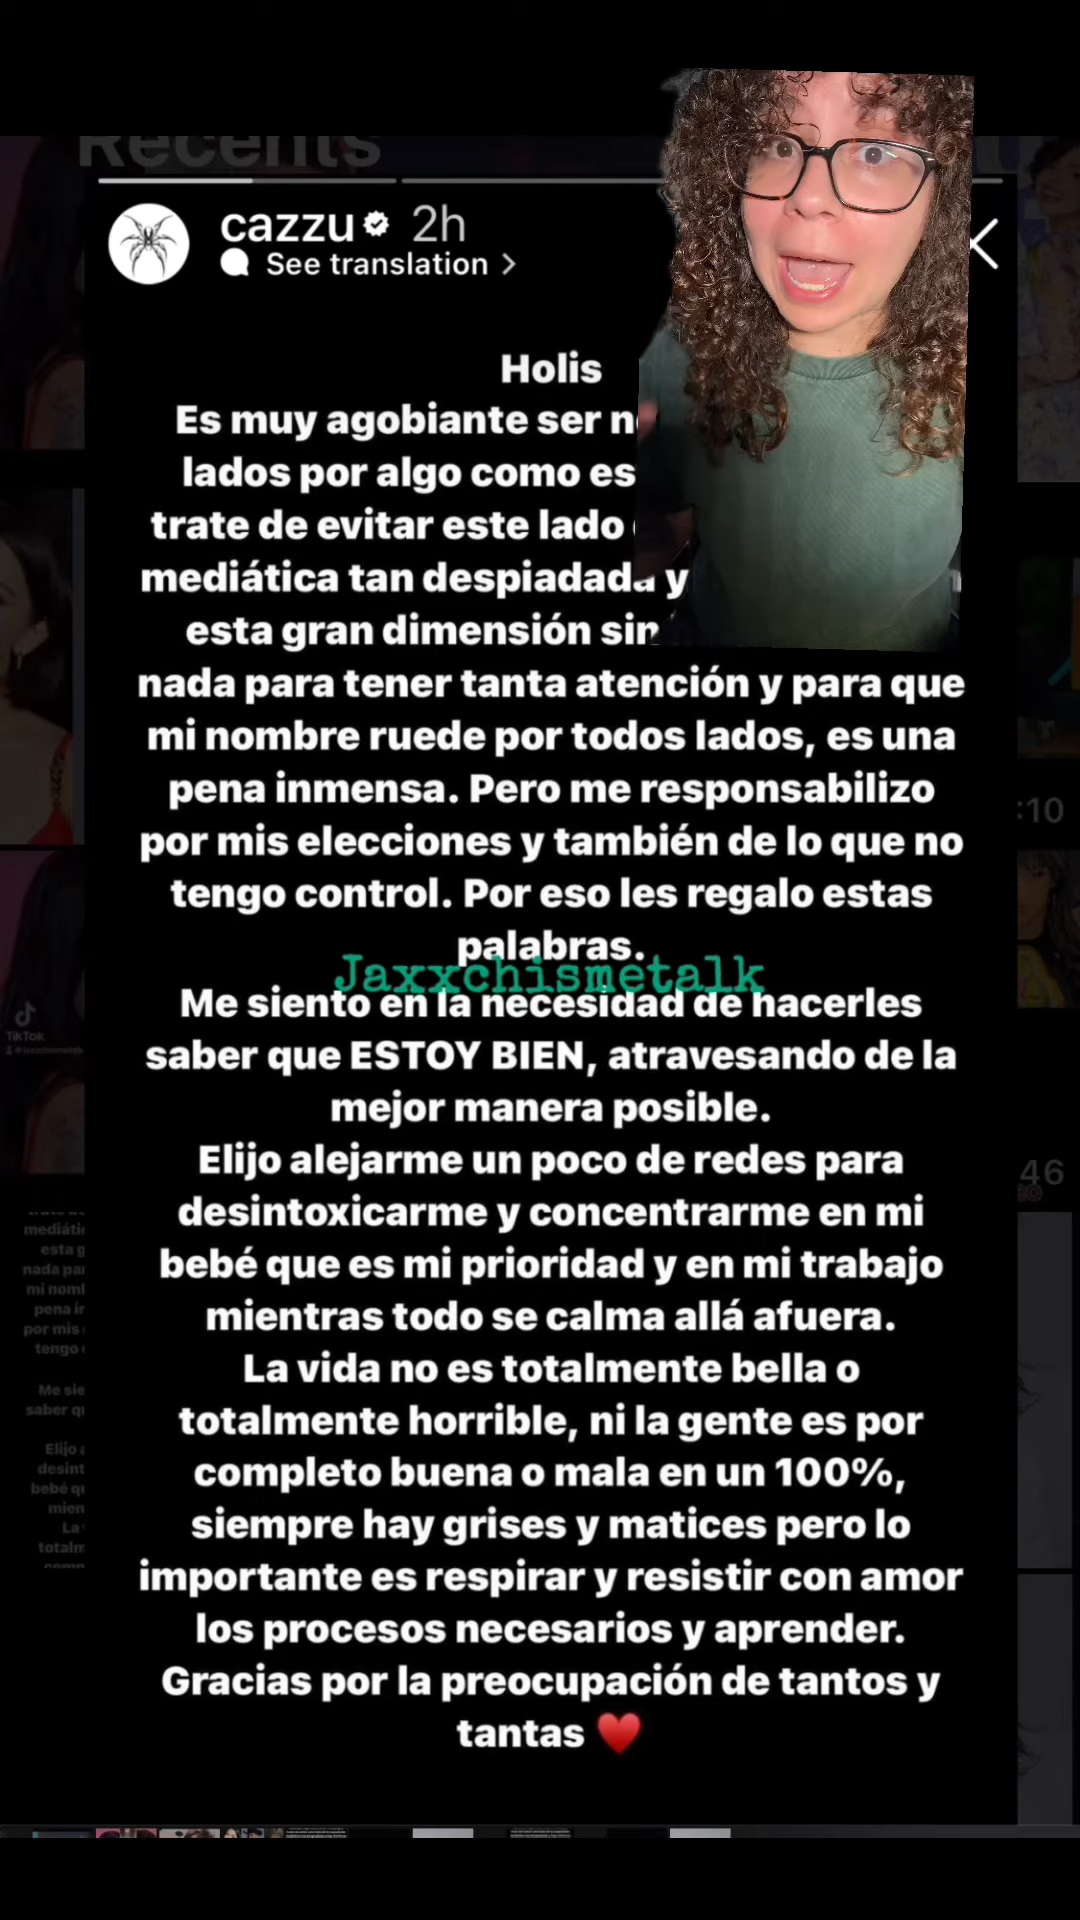 Recents
cazzu 2h
See translation >
Holis
Es muy agobiante ser
lados por algo como
trate de evitar este lado
mediática tan despiadada y
esta gran dimensión sin
nada para tener tanta atención y para que
mi nombre ruede por todos lados, es una
pena inmensa. Pero me responsabilizo
por mis elecciones y también de lo que no
tengo control. Por eso les regalo estas
palabras.
Jaxxchismetalk
Me siento en la necesidad de hacerles
saber que ESTOY BIEN, atravesando de la
mejor manera posible.
Elijo alejarme un poco de redes para
desintoxicarme y concentrarme en mi
bebé que es mi prioridad y en mi trabajo
mientras todo se calma allá afuera.
La vida no es totalmente bella o
totalmente horrible, ni la gente es por
completo buena o mala en un 100%,
siempre hay grises y matices pero lo
importante es respirar y resistir con amor
los procesos necesarios y aprender.
Gracias por la preocupación de tantos y
tantas ♥️
TikTok
:10
46